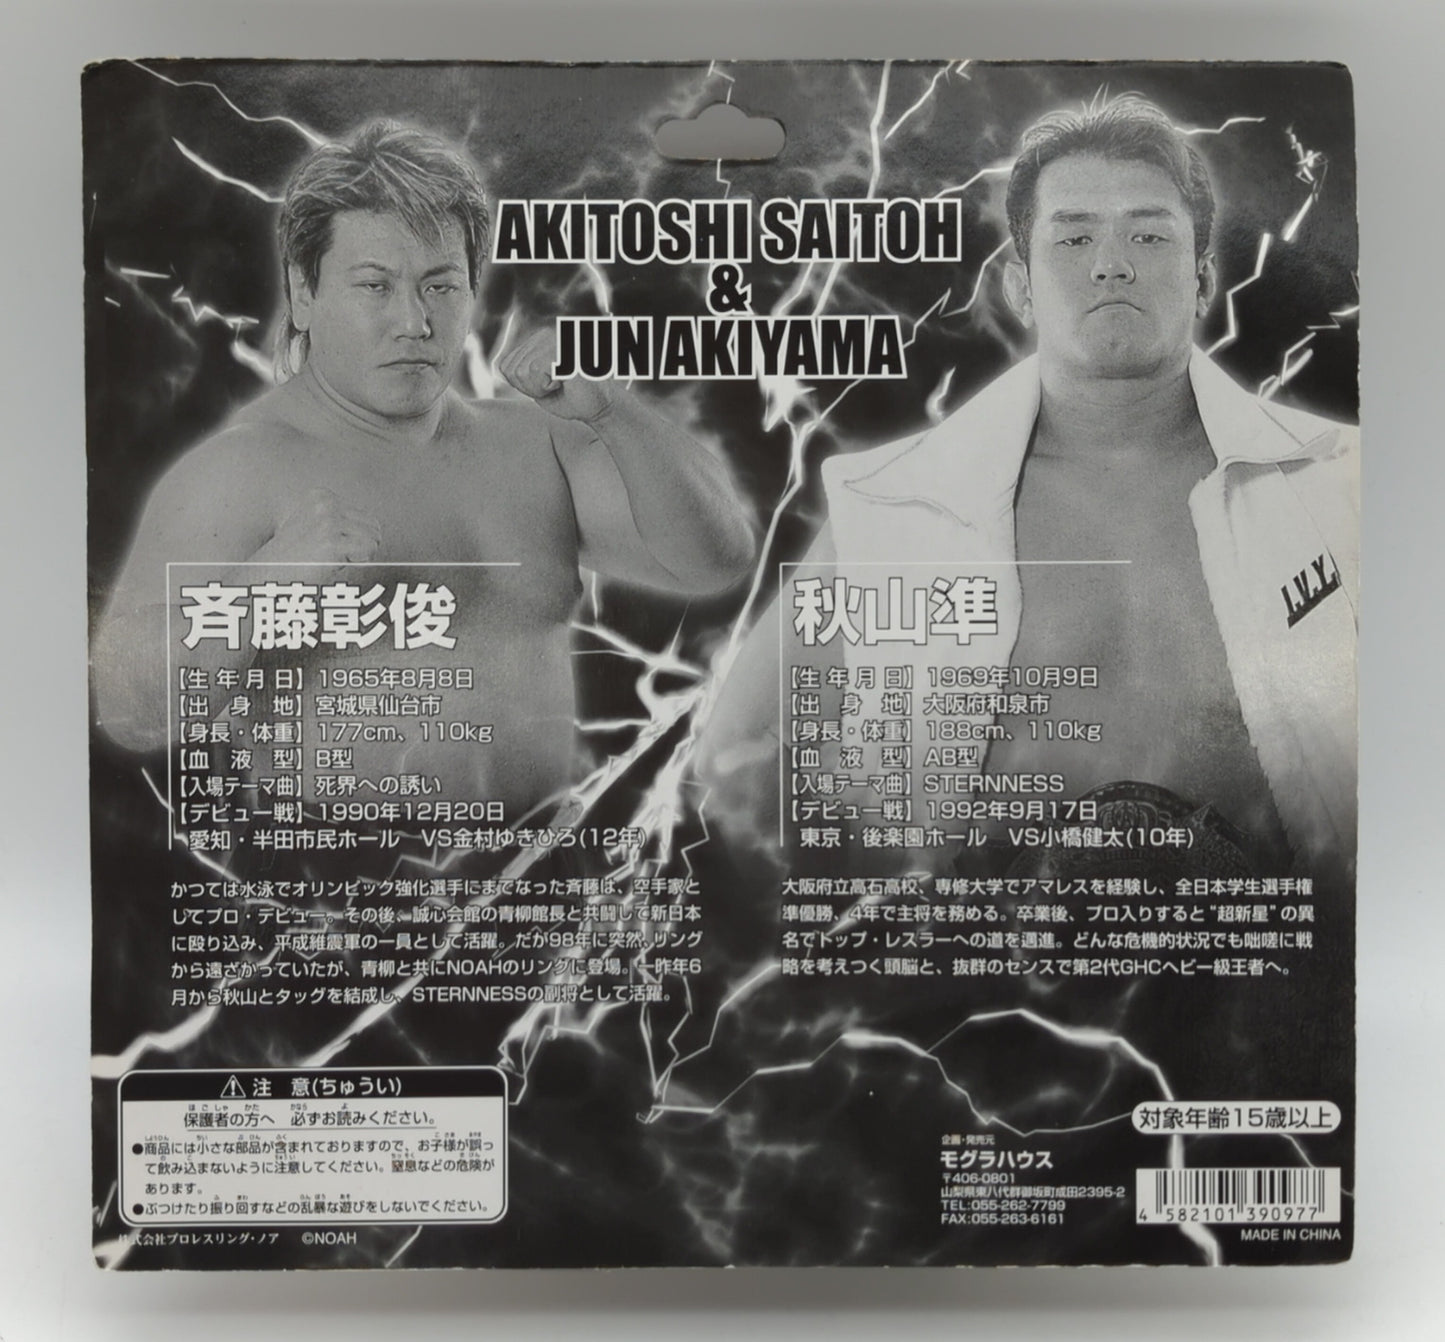 AKITOSHI SAITOH
&
JUN AKIYAMA
I.V.Y.
斉藤彰俊
【生年月日】1965年8月8日
【出身地】宮城県仙台市
【身長・体重】177cm、110kg
【血液型】B型
【入場テーマ曲】死界への誘い
【デビュー戦】1990年12月20日
愛知・半田市民ホール VS金村ゆきひろ(12年)
かつては水泳でオリンピック強化選手にまでなった斉藤は、空手家と
してプロ・デビュー。その後、誠心会館の青柳館長と共闘して新日本
に殴り込み、平成維震軍の一員として活躍。だが98年に突然、リング
から遠ざかっていたが、青柳と共にNOAHのリングに登場。一昨年6
月から秋山とタッグを結成し、STERNNESSの副将として活躍。
秋山準
【生年月日】1969年10月9日
【出身地】大阪府和泉市
【身長・体重】188cm、110kg
【血液型】AB型
【入場テーマ曲】STERNNESS
【デビュー戦】1992年9月17日
東京・後楽園ホール VS小橋健太(10年)
大阪府立高石高校、専修大学でアマレスを経験し、全日本学生選手権
準優勝、4年で主将を務める。卒業後、プロ入りすると“超新星”の異
名でトップ・レスラーへの道を邁進。どんな危機的状況でも咄嗟に戦
略を考えつく頭脳と、抜群のセンスで第2代GHCヘビー級王者へ。
⚠注 意(ちゅうい)
保護者の方へ 必ずお読みください。
●商品には小さな部品が含まれておりますので、お子様が誤っ
て飲み込まないように注意してください。窒息などの危険が
あります。
●ぶつけたり振り回すなどの乱暴な遊びをしないでください。
株式会社プロレスリング・ノア ©NOAH
対象年齢15歳以上
企画・発売元
モグラハウス
〒406-0801
山梨県東八代群御坂町成田2395-2
TEL:055-262-7799
FAX:055-263-6161
4 582101 390977
MADE IN CHINA